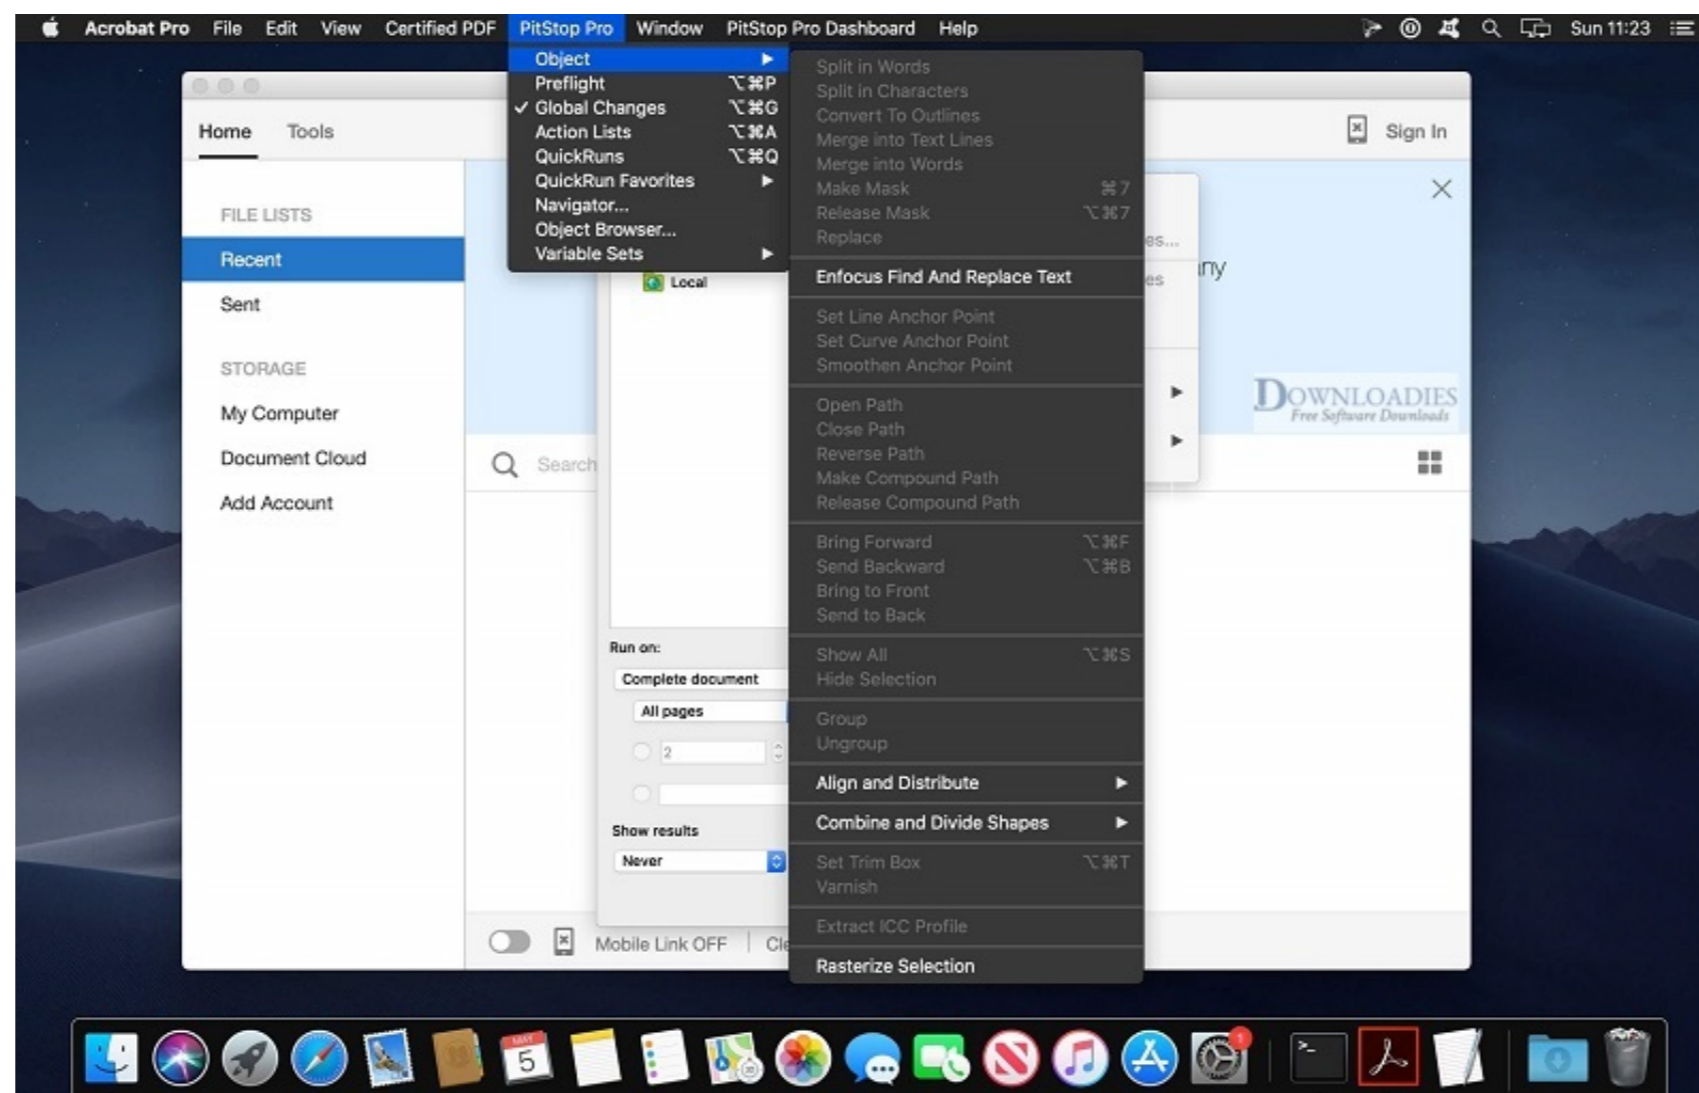 Acrobat Pro File Edit View Certified PDF PitStop Pro Window PitStop Pro Dashboard Help Sun 11:23
Object
Preflight ⌥⌘P
✓ Global Changes ⌥⌘G
Action Lists ⌥⌘A
QuickRuns ⌥⌘Q
QuickRun Favorites
Navigator...
Object Browser...
Variable Sets
Split in Words
Split in Characters
Convert To Outlines
Merge into Text Lines
Merge into Words
Make Mask ⌘7
Release Mask ⌥⌘7
Replace
Enfocus Find And Replace Text
Set Line Anchor Point
Set Curve Anchor Point
Smoothen Anchor Point
Open Path
Close Path
Reverse Path
Make Compound Path
Release Compound Path
Bring Forward ⌥⌘F
Send Backward ⌥⌘B
Bring to Front
Send to Back
Show All ⌥⌘S
Hide Selection
Group
Ungroup
Align and Distribute
Combine and Divide Shapes
Set Trim Box ⌥⌘T
Varnish
Extract ICC Profile
Rasterize Selection
Home Tools
Sign In
FILE LISTS
Recent
Sent
STORAGE
My Computer
Document Cloud
Add Account
Search
Local
Run on:
Complete document
All pages
2
Show results
Never
Mobile Link OFF
DOWNLOADIES
Free Software Downloads
MAY
5
1